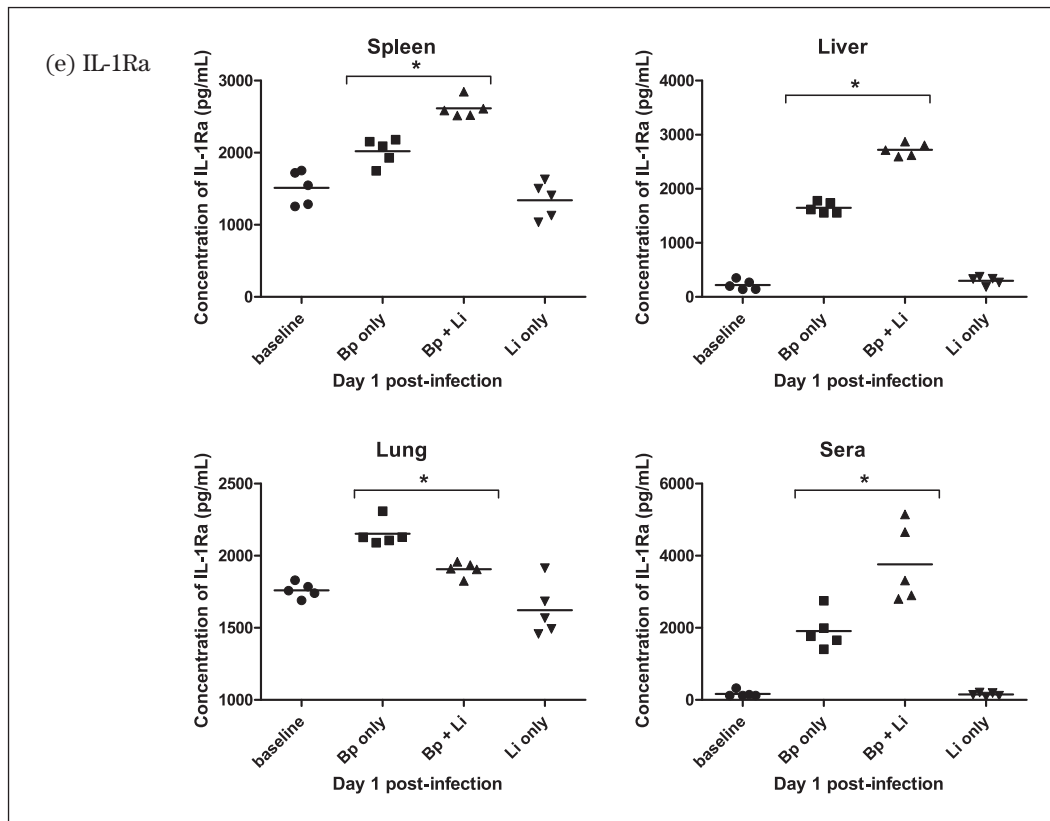 (e) IL-1Ra
Spleen
Concentration of IL-1Ra (pg/mL)
3000
2000
1000
0
*
baseline
Bp only
Bp + Li
Li only
Day 1 post-infection
Liver
Concentration of IL-1Ra (pg/mL)
4000
3000
2000
1000
0
*
baseline
Bp only
Bp + Li
Li only
Day 1 post-infection
Lung
Concentration of IL-1Ra (pg/mL)
2500
2000
1500
1000
*
baseline
Bp only
Bp + Li
Li only
Day 1 post-infection
Sera
Concentration of IL-1Ra (pg/mL)
6000
4000
2000
0
*
baseline
Bp only
Bp + Li
Li only
Day 1 post-infection